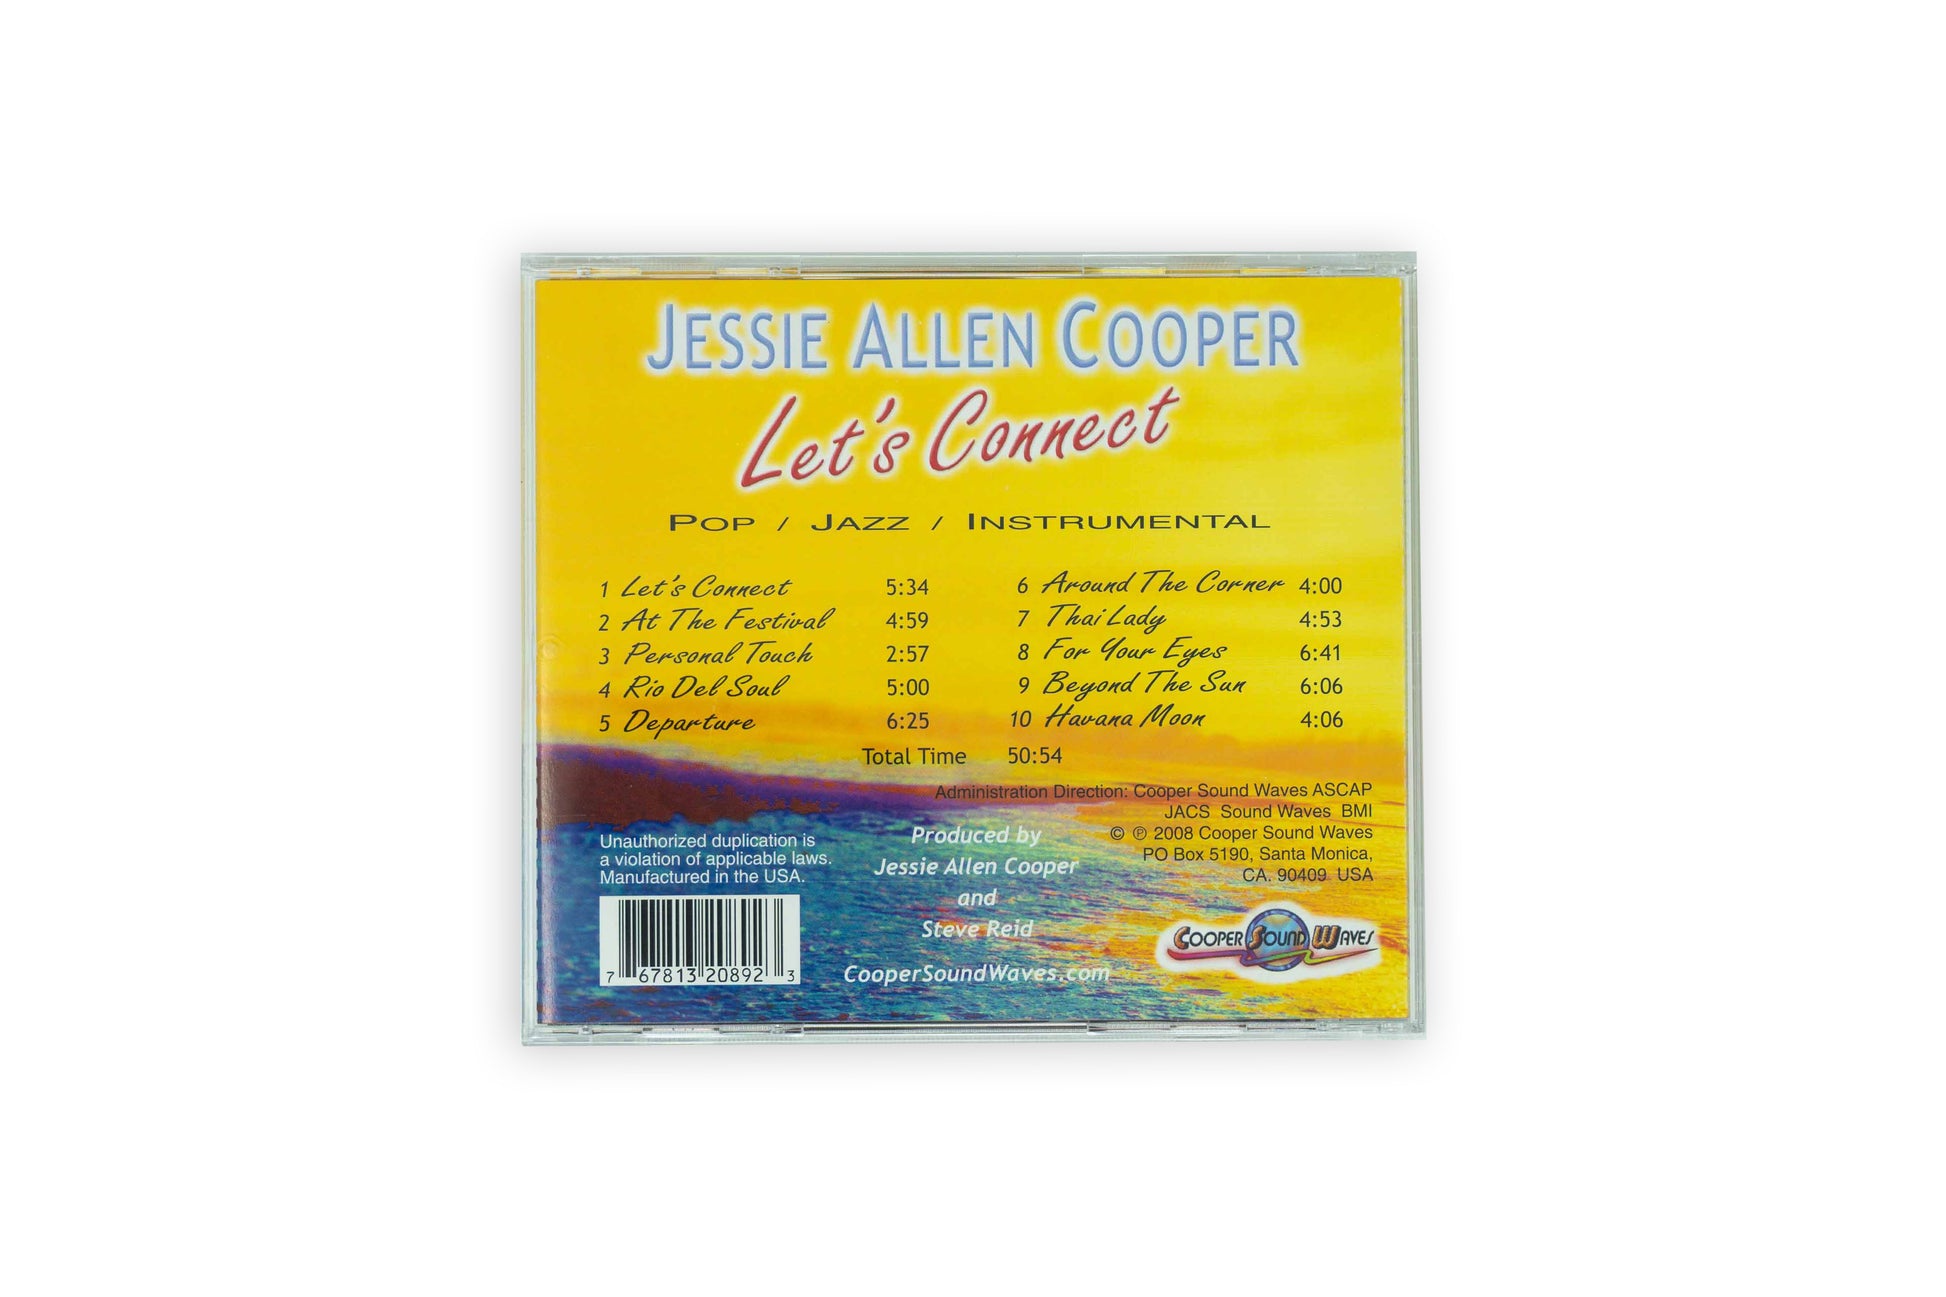 JESSIE ALLEN COOPER
Let's Connect
POP / JAZZ / INSTRUMENTAL
1 Let's Connect 5:34
2 At The Festival 4:59
3 Personal Touch 2:57
4 Rio Del Soul 5:00
5 Departure 6:25
6 Around The Corner 4:00
7 Thai Lady 4:53
8 For Your Eyes 6:41
9 Beyond The Sun 6:06
10 Havana Moon 4:06
Total Time 50:54
Administration Direction: Cooper Sound Waves ASCAP
JACS Sound Waves BMI
© ℗ 2008 Cooper Sound Waves
PO Box 5190, Santa Monica,
CA. 90409 USA
Unauthorized duplication is
a violation of applicable laws.
Manufactured in the USA.
7 67813 20892 3
Produced by
Jessie Allen Cooper
and
Steve Reid
CooperSoundWaves.com
COOPER SOUND WAVES